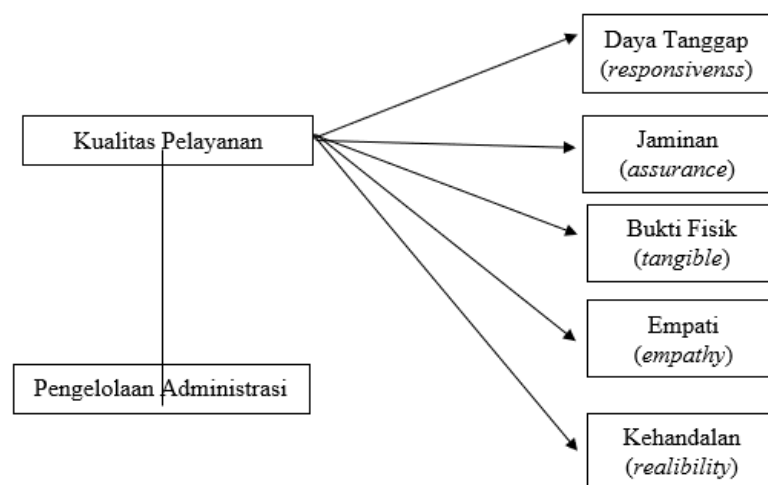 Daya Tanggap
(responsivenss)
Kualitas Pelayanan
Jaminan
(assurance)
Bukti Fisik
(tangible)
Empati
(empathy)
Pengelolaan Administrasi
Kehandalan
(realibility)